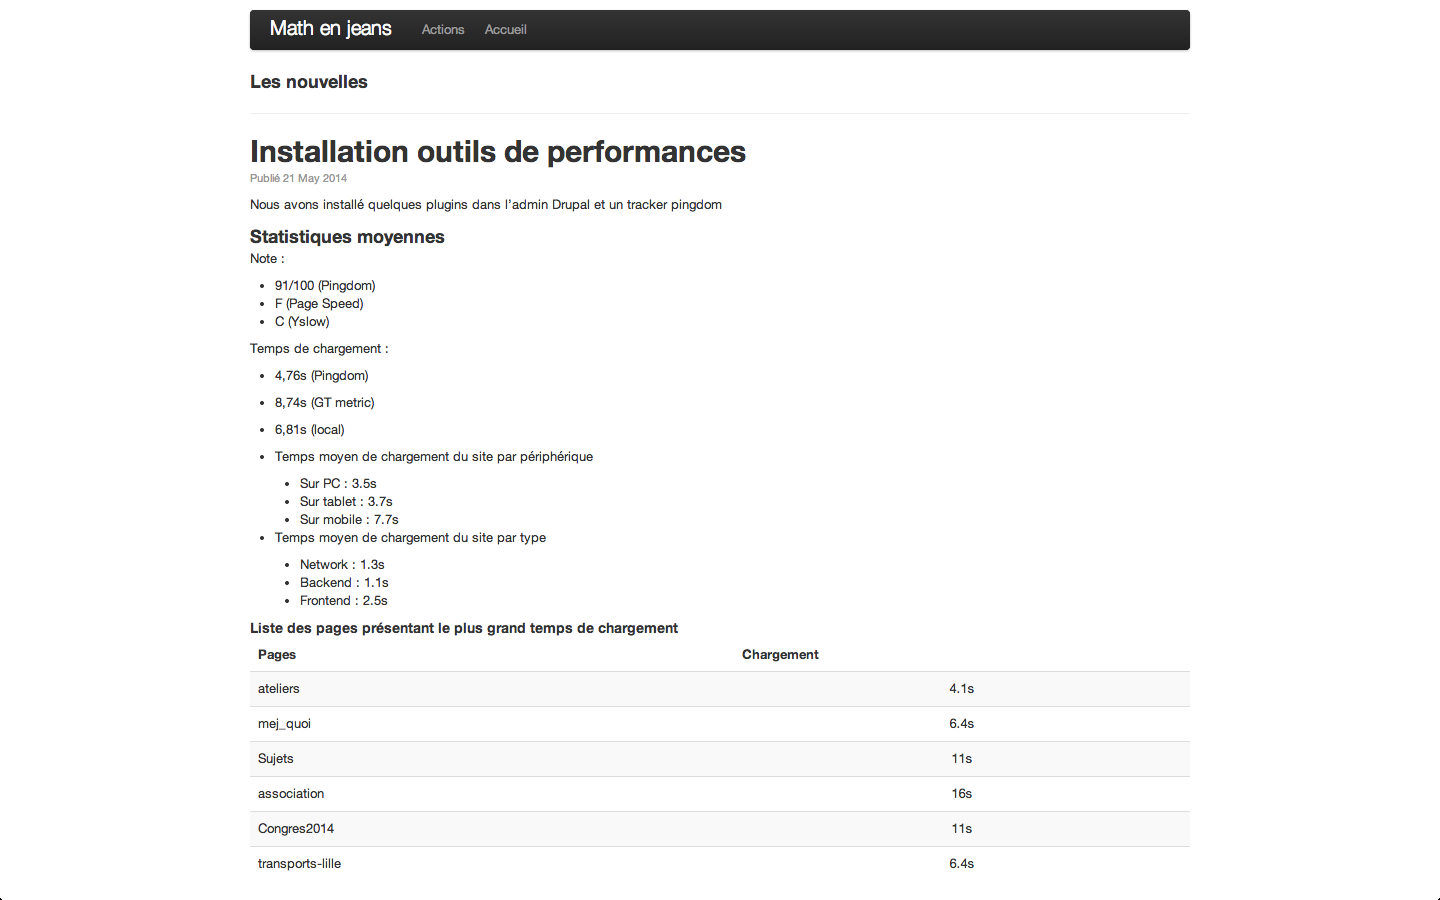 Math en jeans Actions Accueil
Les nouvelles
Installation outils de performances
Publié 21 May 2014
Nous avons installé quelques plugins dans l'admin Drupal et un tracker pingdom
Statistiques moyennes
Note :
91/100 (Pingdom)
F (Page Speed)
C (Yslow)
Temps de chargement :
4,76s (Pingdom)
8,74s (GT metric)
6,81s (local)
Temps moyen de chargement du site par périphérique
Sur PC : 3.5s
Sur tablet : 3.7s
Sur mobile : 7.7s
Temps moyen de chargement du site par type
Network : 1.3s
Backend : 1.1s
Frontend : 2.5s
Liste des pages présentant le plus grand temps de chargement
Pages Chargement
ateliers 4.1s
mej_quoi 6.4s
Sujets 11s
association 16s
Congres2014 11s
transports-lille 6.4s